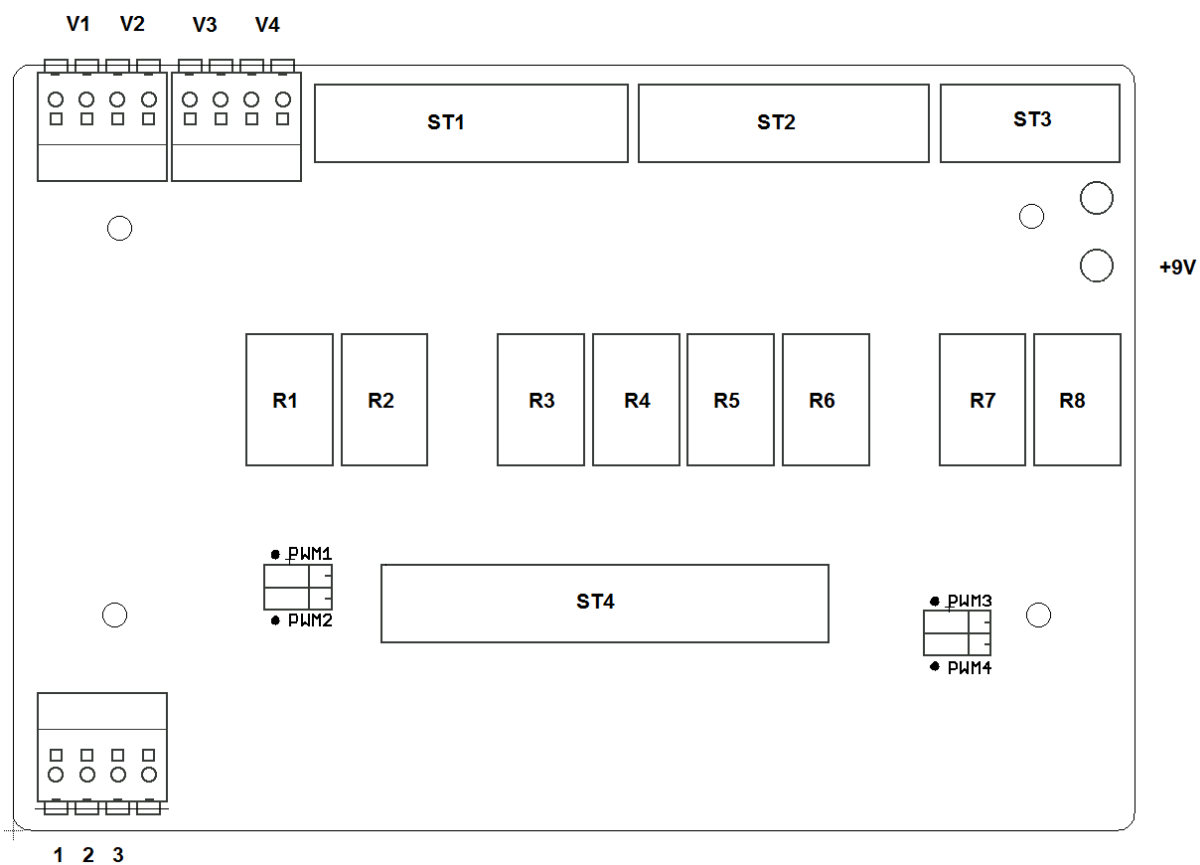 V1 V2 V3 V4
ST1 ST2 ST3
+9V
R1 R2 R3 R4 R5 R6 R7 R8
PWM1
PWM2
ST4
PWM3
PWM4
1 2 3